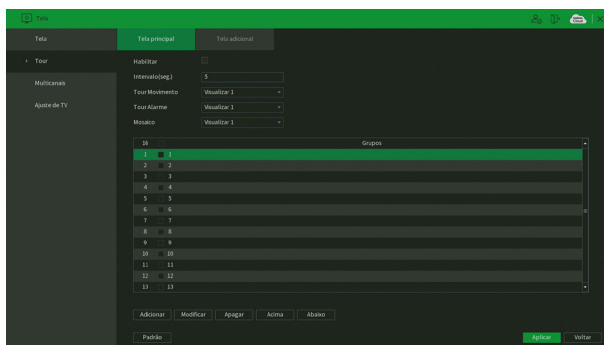 Tela
Tela
Tour
Multicanais
Ajuste de TV
Tela principal Tela adicional
Habilitar
Intervalo(seg.) 5
Tour Movimento Visualizar 1
Tour Alarme Visualizar 1
Mosaico Visualizar 1
16 Grupos
1 1
2 2
3 3
4 4
5 5
6 6
7 7
8 8
9 9
10 10
11 11
12 12
13 13
Adicionar Modificar Apagar Acima Abaixo
Padrão Aplicar Voltar